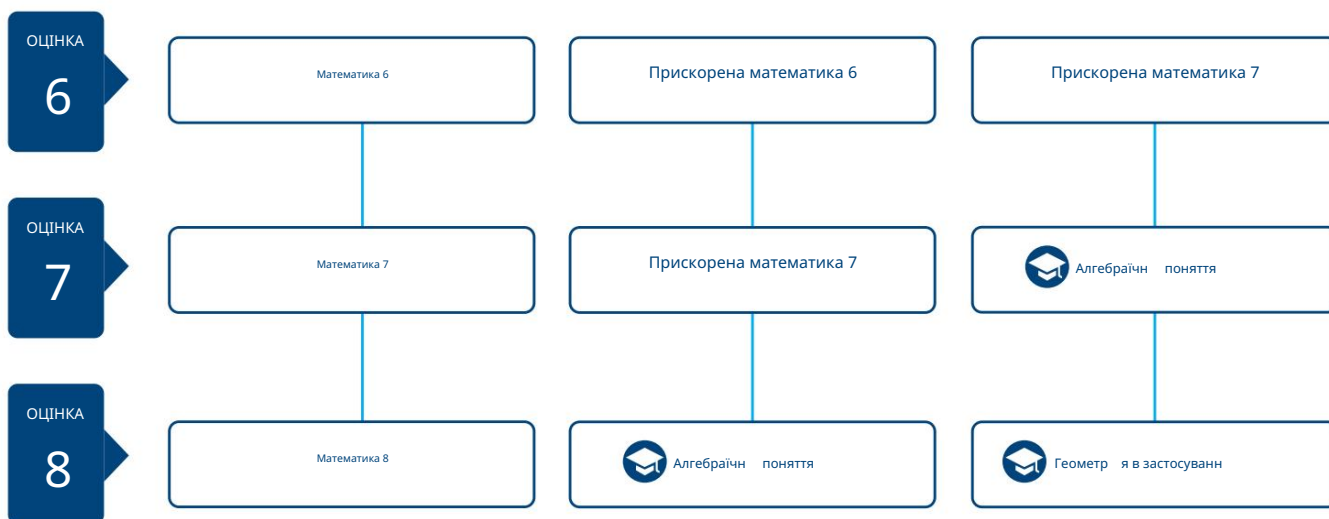 ОЦІНКА
6
Математика 6
Прискорена математика 6
Прискорена математика 7
ОЦІНКА
7
Математика 7
Прискорена математика 7
Алгебраїчн поняття
ОЦІНКА
8
Математика 8
Алгебраїчн поняття
Геометр я в застосуванн